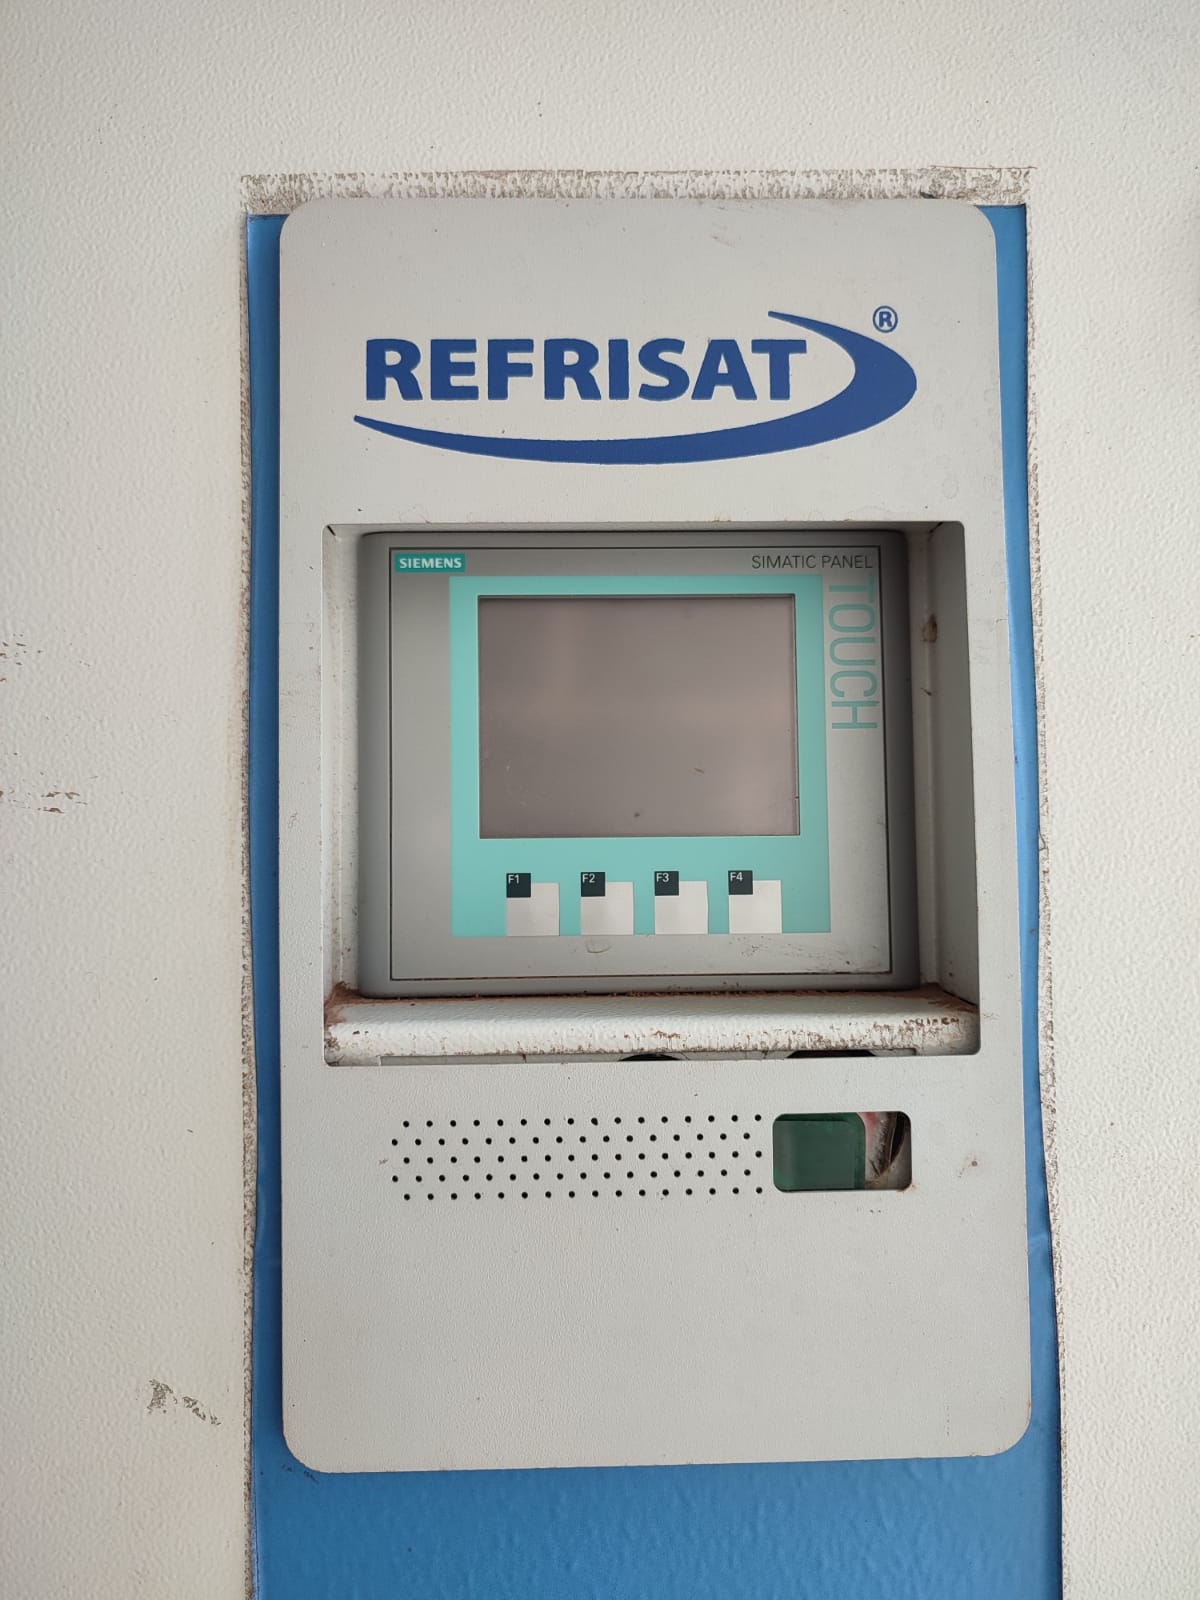 REFRISAT®
SIEMENS
SIMATIC PANEL
TOUCH
F1
F2
F3
F4